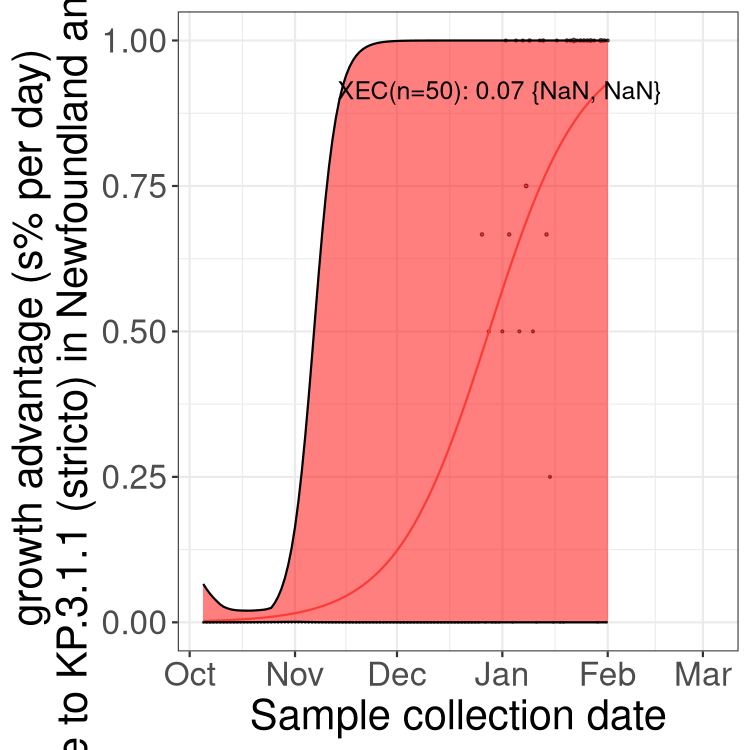 growth advantage (s% per day)
e to KP.3.1.1 (stricto) in Newfoundland an
1.00
0.75
0.50
0.25
0.00
XEC(n=50): 0.07 {NaN, NaN}
Oct Nov Dec Jan Feb Mar
Sample collection date